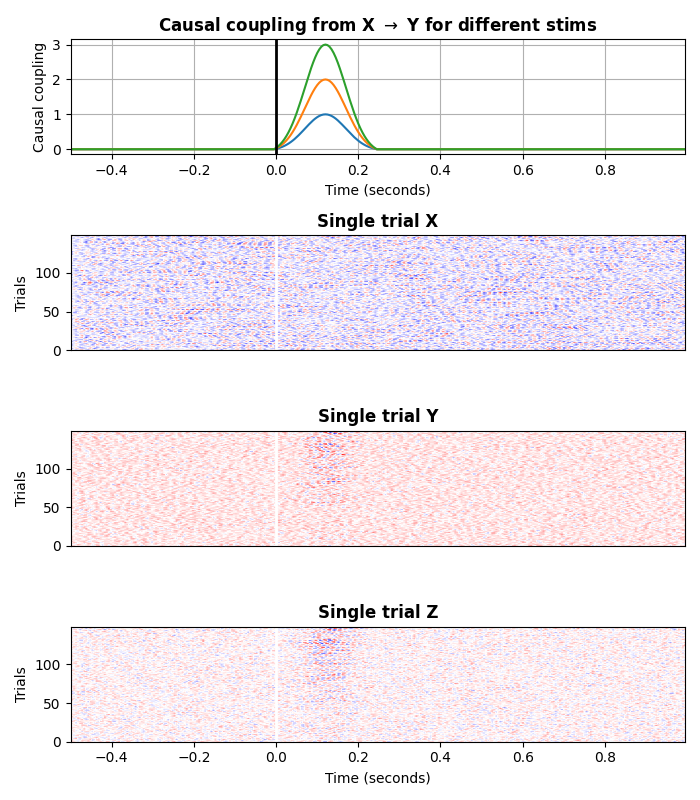 Causal coupling from X → Y for different stims
Causal coupling
3
2
1
0
−0.4 −0.2 0.0 0.2 0.4 0.6 0.8
Time (seconds)
Single trial X
Trials
100
50
0
Single trial Y
Trials
100
50
0
Single trial Z
Trials
100
50
0
−0.4 −0.2 0.0 0.2 0.4 0.6 0.8
Time (seconds)